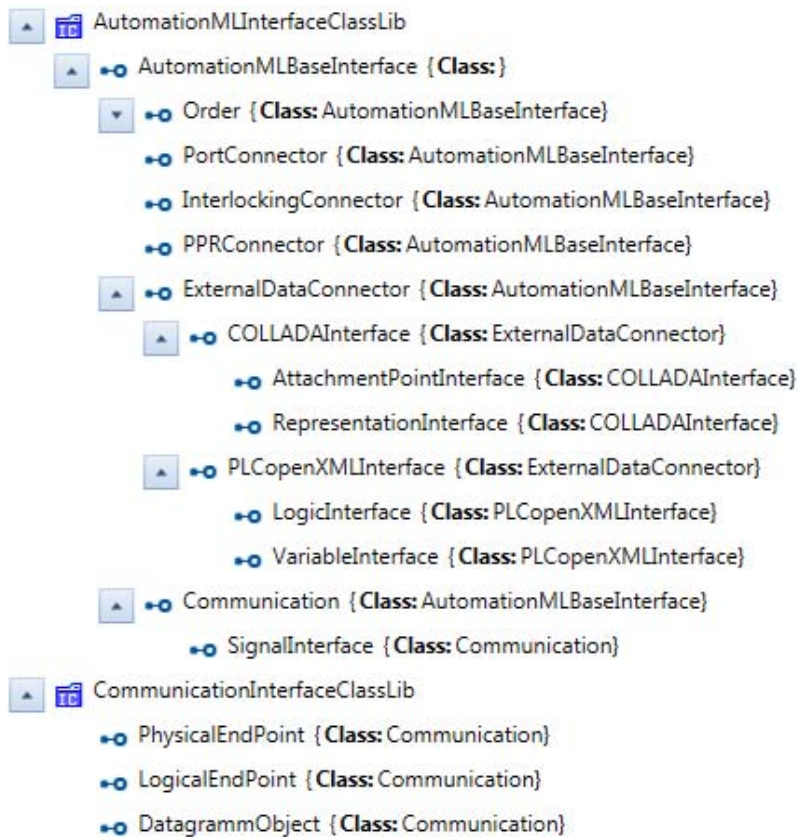 IC AutomationMLInterfaceClassLib
AutomationMLBaseInterface {Class: }
Order {Class: AutomationMLBaseInterface}
PortConnector {Class: AutomationMLBaseInterface}
InterlockingConnector {Class: AutomationMLBaseInterface}
PPRConnector {Class: AutomationMLBaseInterface}
ExternalDataConnector {Class: AutomationMLBaseInterface}
COLLADAInterface {Class: ExternalDataConnector}
AttachmentPointInterface {Class: COLLADAInterface}
RepresentationInterface {Class: COLLADAInterface}
PLCopenXMLInterface {Class: ExternalDataConnector}
LogicInterface {Class: PLCopenXMLInterface}
VariableInterface {Class: PLCopenXMLInterface}
Communication {Class: AutomationMLBaseInterface}
SignalInterface {Class: Communication}
IC CommunicationInterfaceClassLib
PhysicalEndPoint {Class: Communication}
LogicalEndPoint {Class: Communication}
DatagrammObject {Class: Communication}